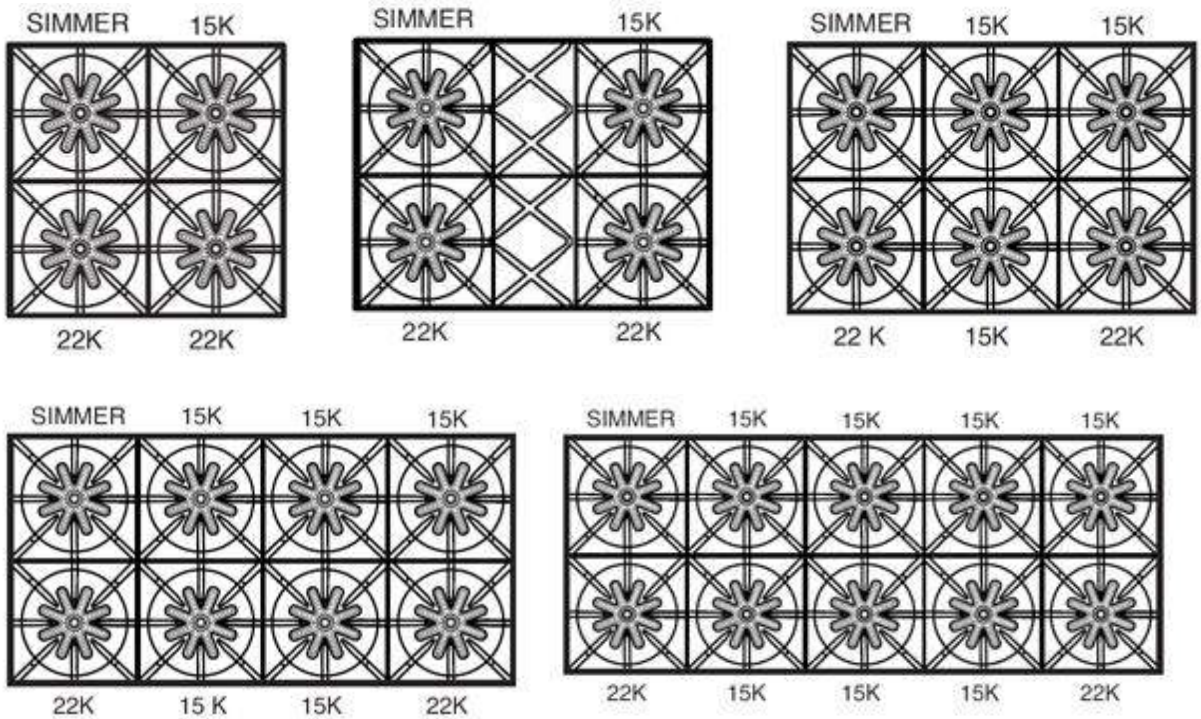 SIMMER 15K
22K 22K
SIMMER 15K
22K 22K
SIMMER 15K 15K
22 K 15K 22K
SIMMER 15K 15K 15K
22K 15 K 15K 22K
SIMMER 15K 15K 15K 15K
22K 15K 15K 15K 22K